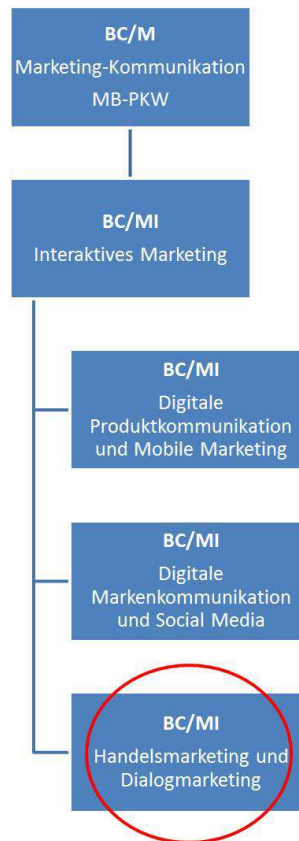 BC/M
Marketing-Kommunikation
MB-PKW
BC/MI
Interaktives Marketing
BC/MI
Digitale
Produktkommunikation
und Mobile Marketing
BC/MI
Digitale
Markenkommunikation
und Social Media
BC/MI
Handelsmarketing und
Dialogmarketing